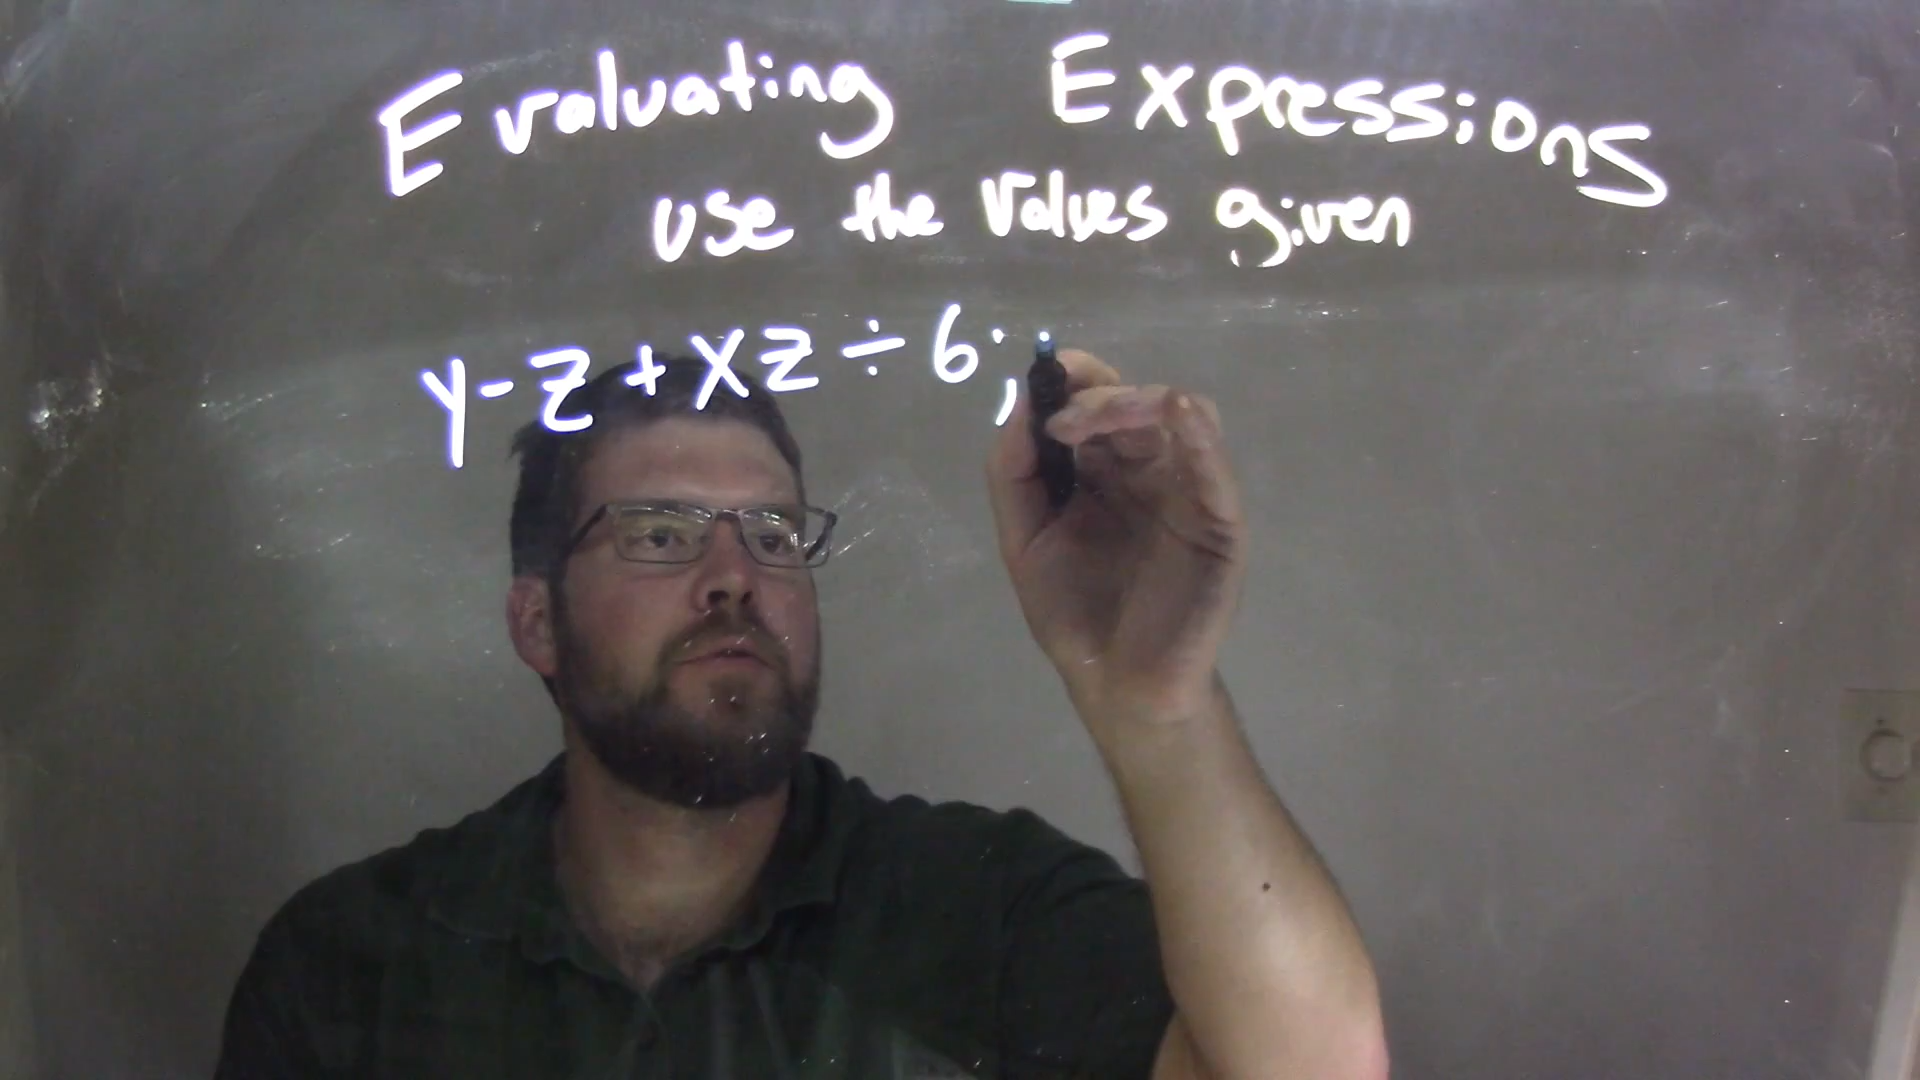 Evaluating Expressions
use the values given
y-z+xz÷6;